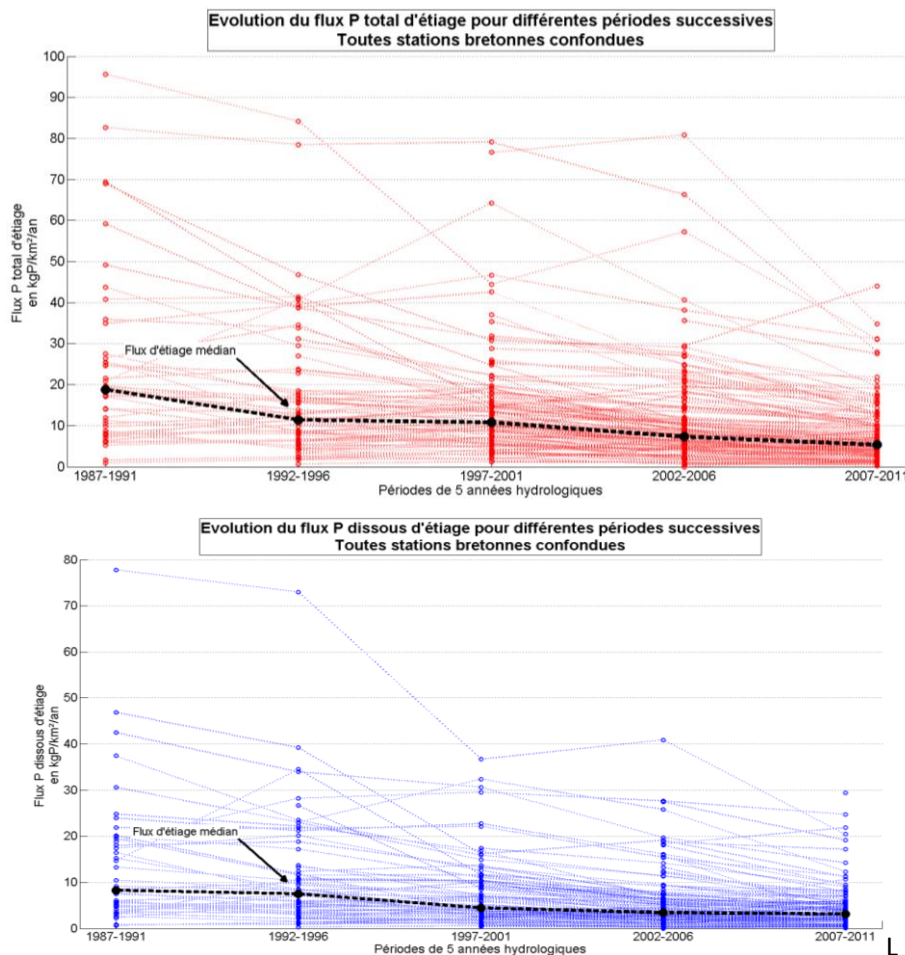 Evolution du flux P total d'étiage pour différentes périodes successives
Toutes stations bretonnes confondues
100
90
80
70
60
50
40
30
20
10
0
Flux P total d'étiage
en kgP/km²/an
Flux d'étiage médian
1987-1991
1992-1996
1997-2001
2002-2006
2007-2011
Périodes de 5 années hydrologiques
Evolution du flux P dissous d'étiage pour différentes périodes successives
Toutes stations bretonnes confondues
80
70
60
50
40
30
20
10
0
Flux P dissous d'étiage
en kgP/km²/an
Flux d'étiage médian
1987-1991
1992-1996
1997-2001
2002-2006
2007-2011
Périodes de 5 années hydrologiques
L